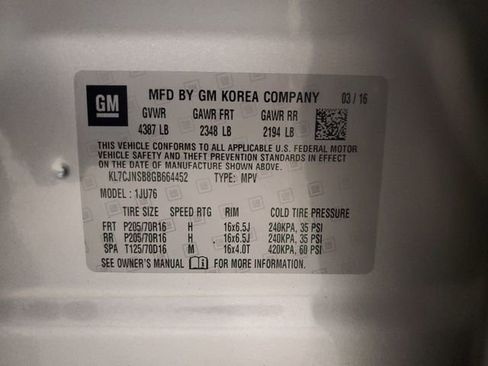 GM MFD BY GM KOREA COMPANY 03 / 16
GVWR GAWR FRT GAWR RR
4387 LB 2348 LB 2194 LB
THIS VEHICLE CONFORMS TO ALL APPLICABLE U.S. FEDERAL MOTOR
VEHICLE SAFETY AND THEFT PREVENTION STANDARDS IN EFFECT
ON THE DATE OF MANUFACTURE SHOWN ABOVE.
KL7CJNSB8GB664452 TYPE: MPV
MODEL: 1JU76
TIRE SIZE SPEED RTG RIM COLD TIRE PRESSURE
FRT P205/70R16 H 16x6.5J 240KPA, 35 PSI
RR P205/70R16 H 16x6.5J 240KPA, 35 PSI
SPA T125/70D16 M 16x4.0T 420KPA, 60 PSI
SEE OWNER'S MANUAL FOR MORE INFORMATION.